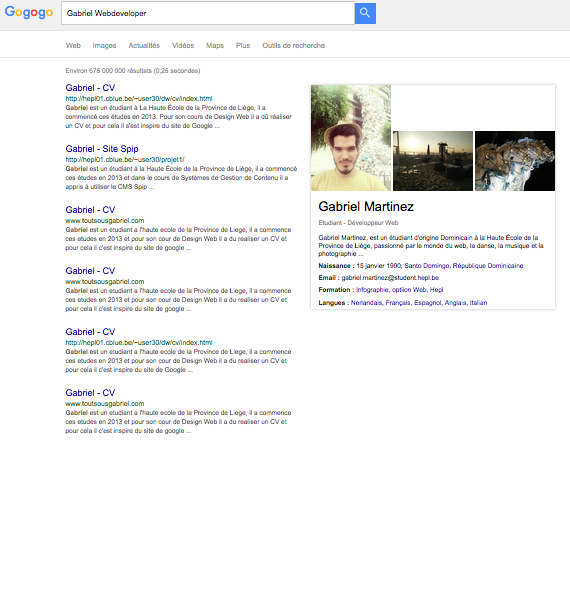 Gogogo
Gabriel Webdeveloper
Web Images Actualités Vidéos Maps Plus Outils de recherche
Environ 678 000 000 résultats (0,25 secondes)
Gabriel - CV
http://hepl01.cblue.be/~user30/dw/cv/index.html
Gabriel est un étudiant à La Haute École de la Province de Liège, il a
commencé ces études en 2013. Pour son cours de Design Web il a dû réaliser
un CV et pour cela il s'est inspire du site de Google ...
Gabriel - Site Spip
http://hepl01.cblue.be/~user30/projet1/
Gabriel est un étudiant à la Haute École de la Province de Liège, il a commencé
ces études en 2013 et dans le cours de Systèmes de Gestion de Contenu il a
appris à utiliser le CMS Spip ...
Gabriel - CV
www.toutsousgabriel.com
Gabriel est un etudiant a l'haute ecole de la Province de Liege, il a commence
ces etudes en 2013 et pour son cour de Design Web il a du realiser un CV et
pour cela il c'est inspire du site de google ...
Gabriel - CV
www.toutsousgabriel.com
Gabriel est un etudiant a l'haute ecole de la Province de Liege, il a commence
ces etudes en 2013 et pour son cour de Design Web il a du realiser un CV et
pour cela il c'est inspire du site de google ...
Gabriel - CV
http://hepl01.cblue.be/~user30/dw/cv/index.html
Gabriel est un etudiant a l'haute ecole de la Province de Liege, il a commence
ces etudes en 2013 et pour son cour de Design Web il a du realiser un CV et
pour cela il c'est inspire du site de Google ...
Gabriel - CV
www.toutsousgabriel.com
Gabriel est un etudiant a l'haute ecole de la Province de Liege, il a commence
ces etudes en 2013 et pour son cour de Design Web il a du realiser un CV et
pour cela il c'est inspire du site de google ...
Gabriel Martinez
Etudiant - Développeur Web
Gabriel Martinez, est un étudiant d'origine Dominicain à la Haute École de la
Province de Liège, passionné par le monde du web, la danse, la musique et la
photographie ...
Naissance : 15 janvier 1990, Santo Domingo, République Dominicaine
Email : gabriel.martinez@student.hepl.be
Formation : Infographie, optiion Web, Hepl
Langues : Nerlandais, Français, Espagnol, Anglais, Italian